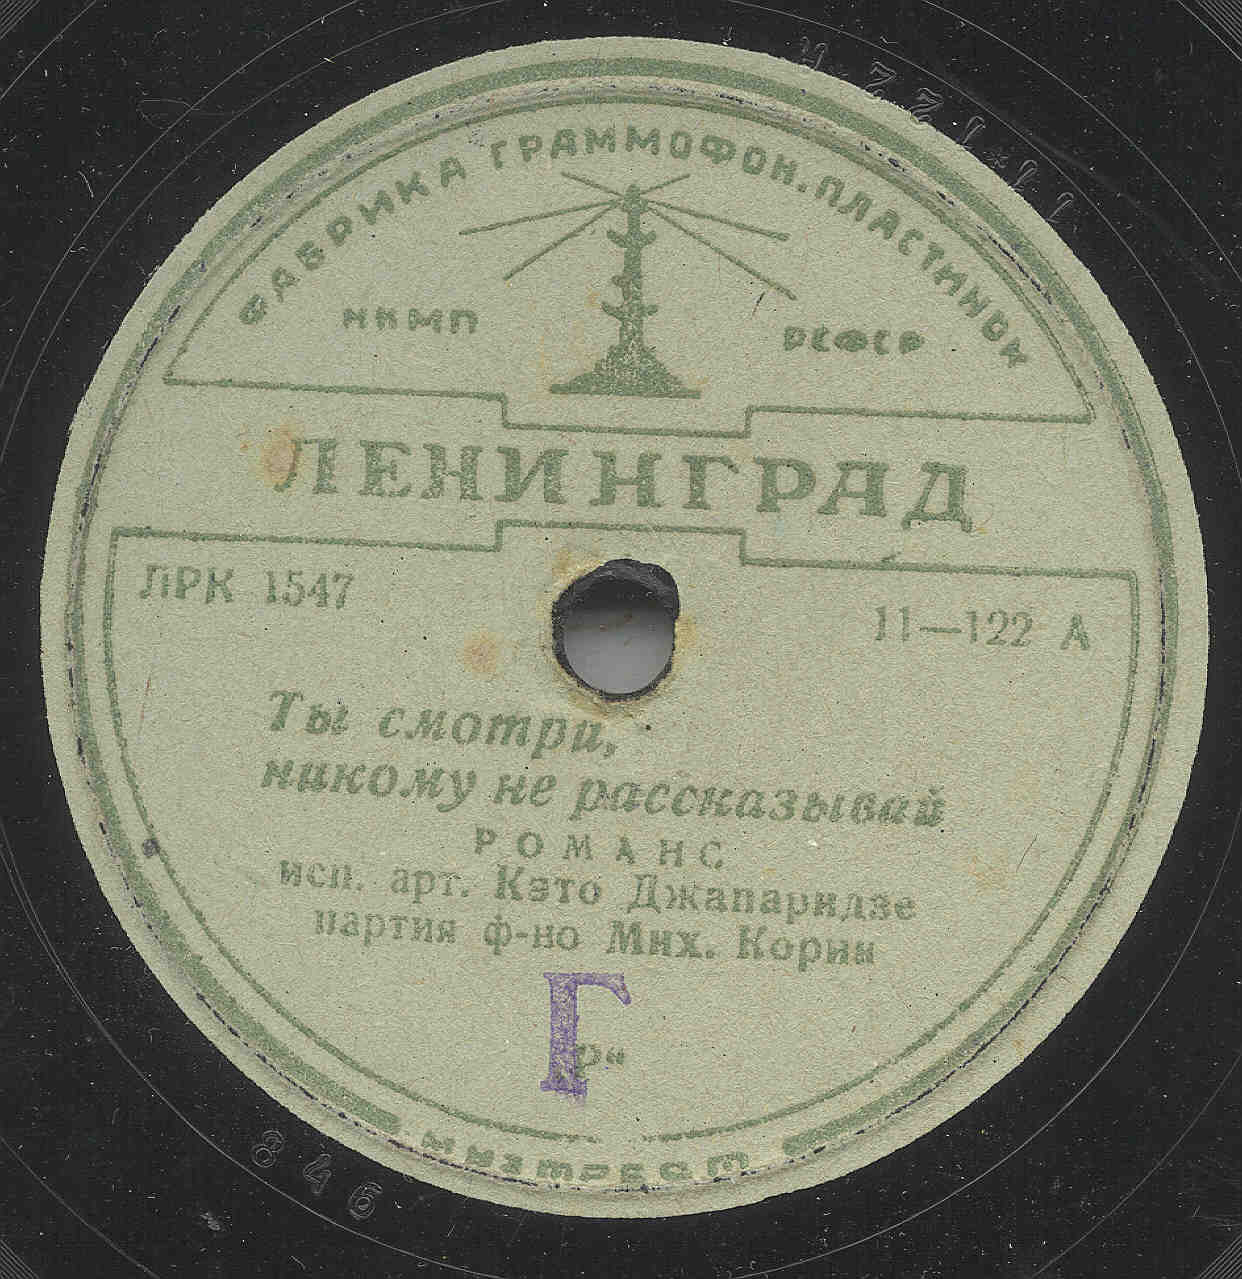 ФАБРИКА ГРАММОФОН. ПЛАСТИНОК
НКМП РСФСР
ЛЕНИНГРАД
ЛРК 1547
11—122 А
Ты смотри,
никому не рассказывай
РОМАНС
исп. арт. Кэто Джапаридзе
партия ф-но Мих. Корин
Г
Р“
846